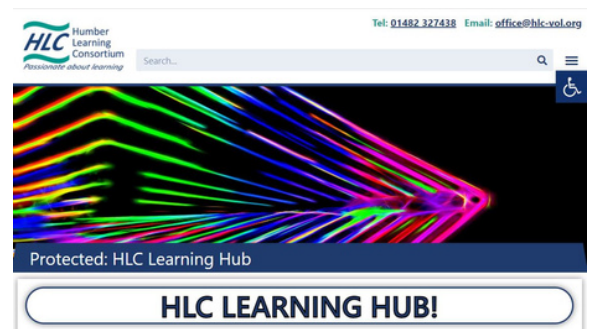 Tel: 01482 327438 Email: office@hlc-vol.org
HLC Humber Learning Consortium
Passionate about learning
Search...
Protected: HLC Learning Hub
HLC LEARNING HUB!